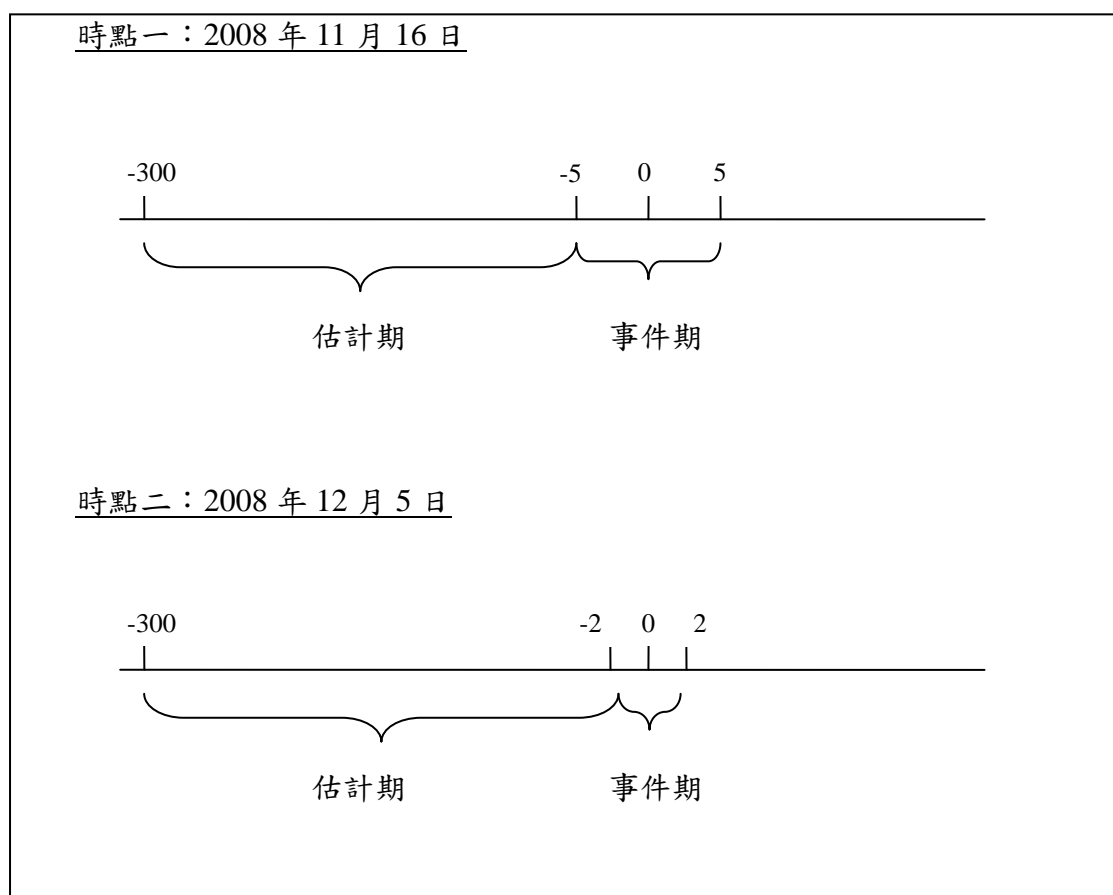 時點一：2008 年 11 月 16 日
-300 -5 0 5
估計期 事件期
時點二：2008 年 12 月 5 日
-300 -2 0 2
估計期 事件期